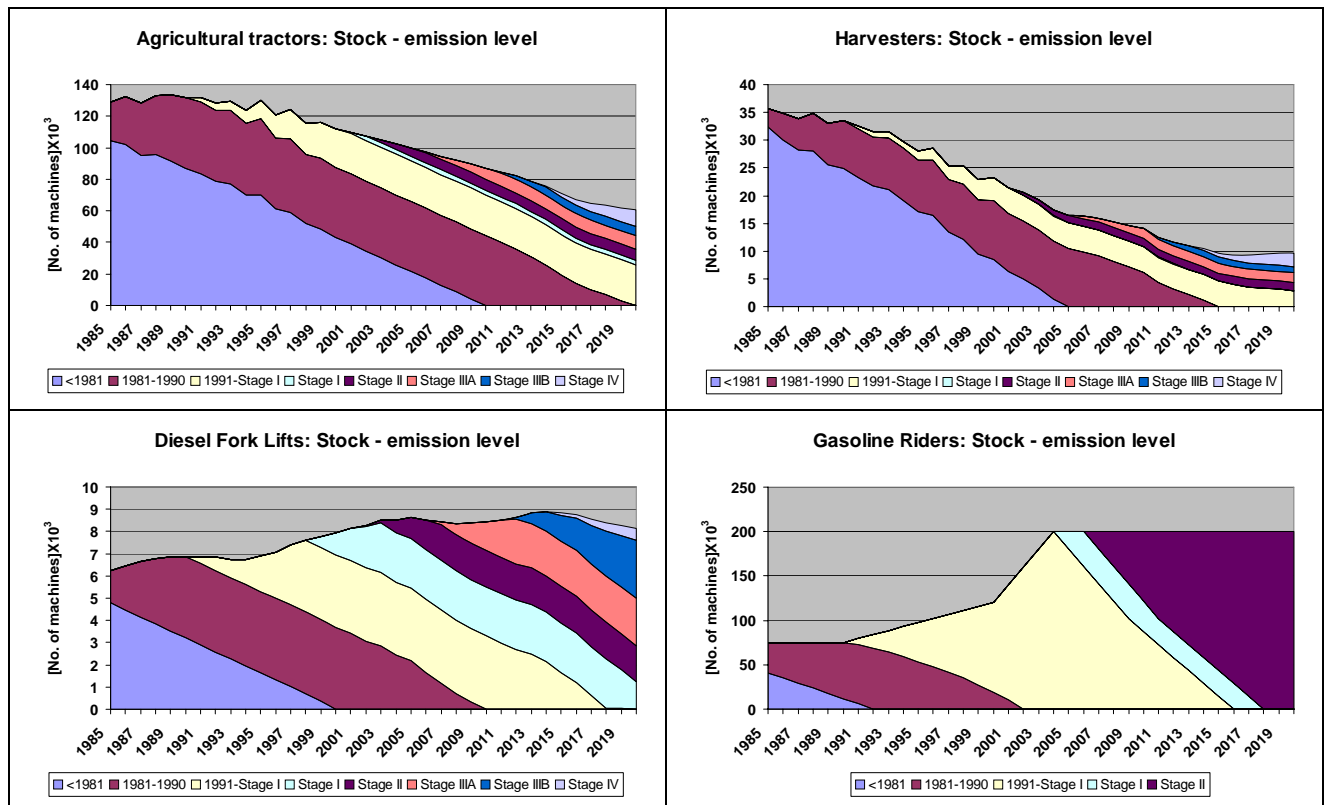 Agricultural tractors: Stock - emission level
[No. of machines]X10³
140
120
100
80
60
40
20
0
1985 1987 1989 1991 1993 1995 1997 1999 2001 2003 2005 2007 2009 2011 2013 2015 2017 2019
<1981 1981-1990 1991-Stage I Stage I Stage II Stage IIIA Stage IIIB Stage IV
Harvesters: Stock - emission level
[No. of machines]X10³
40
35
30
25
20
15
10
5
0
1985 1987 1989 1991 1993 1995 1997 1999 2001 2003 2005 2007 2009 2011 2013 2015 2017 2019
<1981 1981-1990 1991-Stage I Stage I Stage II Stage IIIA Stage IIIB Stage IV
Diesel Fork Lifts: Stock - emission level
[No. of machines]X10³
10
9
8
7
6
5
4
3
2
1
0
1985 1987 1989 1991 1993 1995 1997 1999 2001 2003 2005 2007 2009 2011 2013 2015 2017 2019
<1981 1981-1990 1991-Stage I Stage I Stage II Stage IIIA Stage IIIB Stage IV
Gasoline Riders: Stock - emission level
[No. of machines]X10³
250
200
150
100
50
0
1985 1987 1989 1991 1993 1995 1997 1999 2001 2003 2005 2007 2009 2011 2013 2015 2017 2019
<1981 1981-1990 1991-Stage I Stage I Stage II